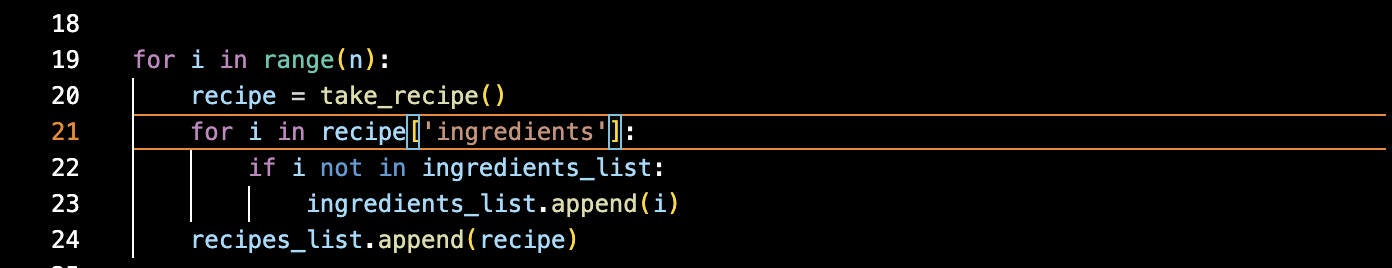 18
19 for i in range(n):
20     recipe = take_recipe()
21     for i in recipe['ingredients']:
22         if i not in ingredients_list:
23             ingredients_list.append(i)
24     recipes_list.append(recipe)